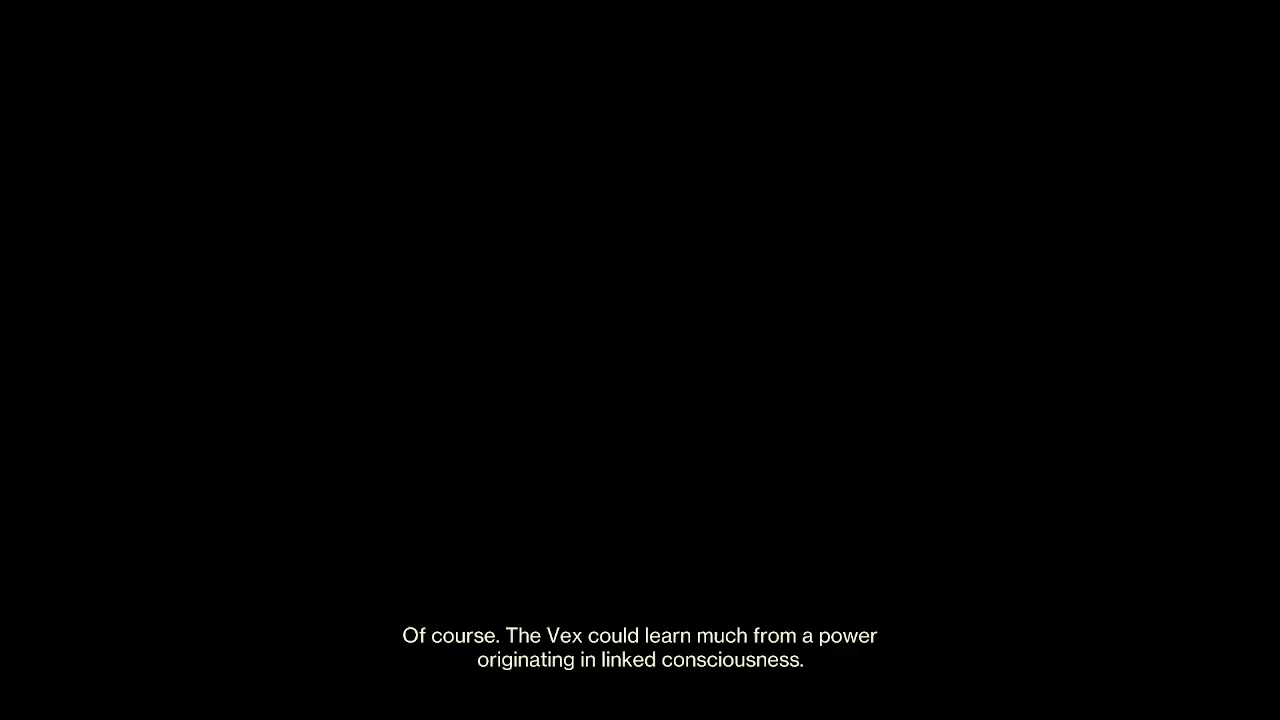 Of course. The Vex could learn much from a power
originating in linked consciousness.